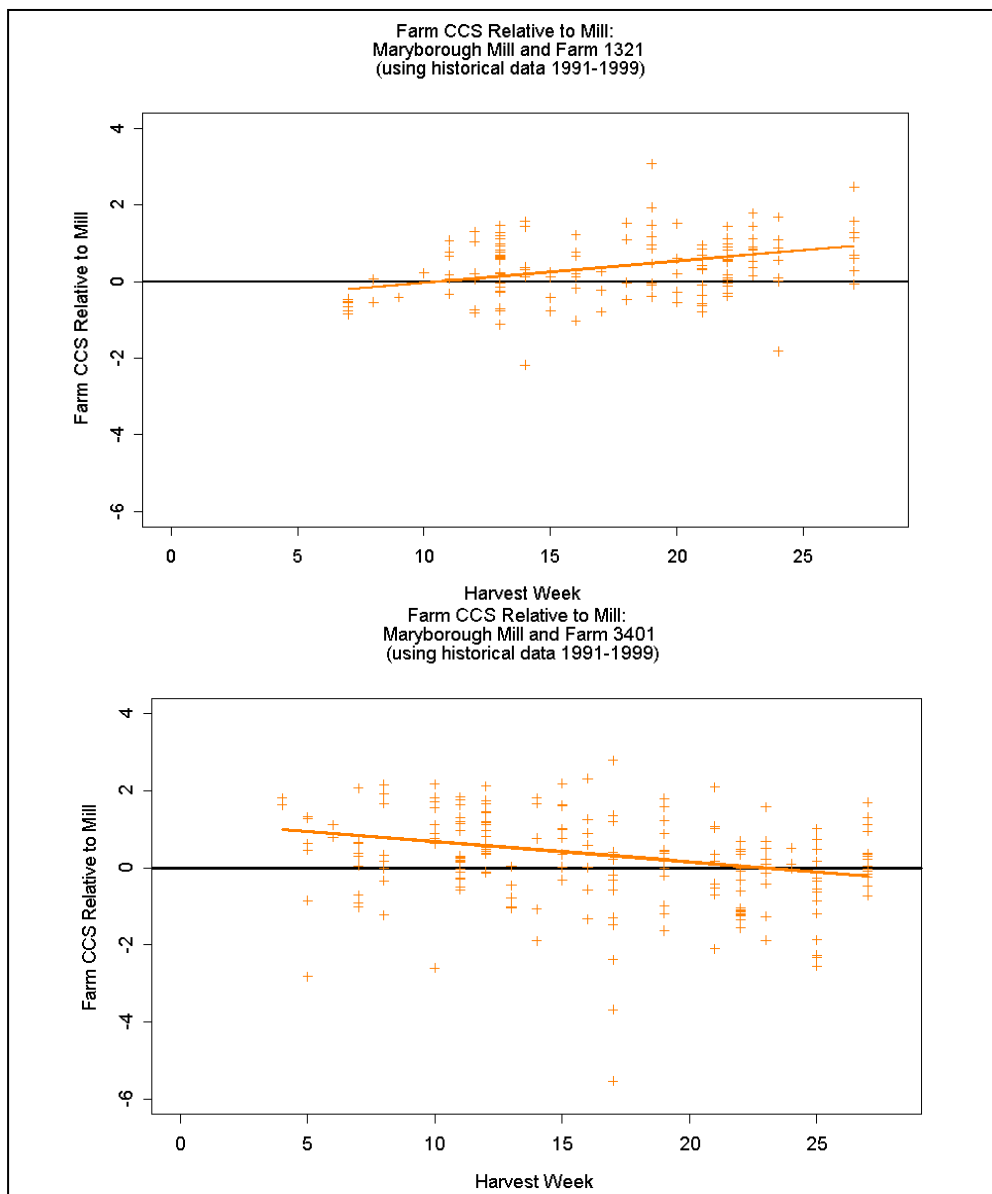 Farm CCS Relative to Mill:
Maryborough Mill and Farm 1321
(using historical data 1991-1999)
Farm CCS Relative to Mill
4
2
0
-2
-4
-6
0 5 10 15 20 25
Harvest Week
Farm CCS Relative to Mill:
Maryborough Mill and Farm 3401
(using historical data 1991-1999)
Farm CCS Relative to Mill
4
2
0
-2
-4
-6
0 5 10 15 20 25
Harvest Week